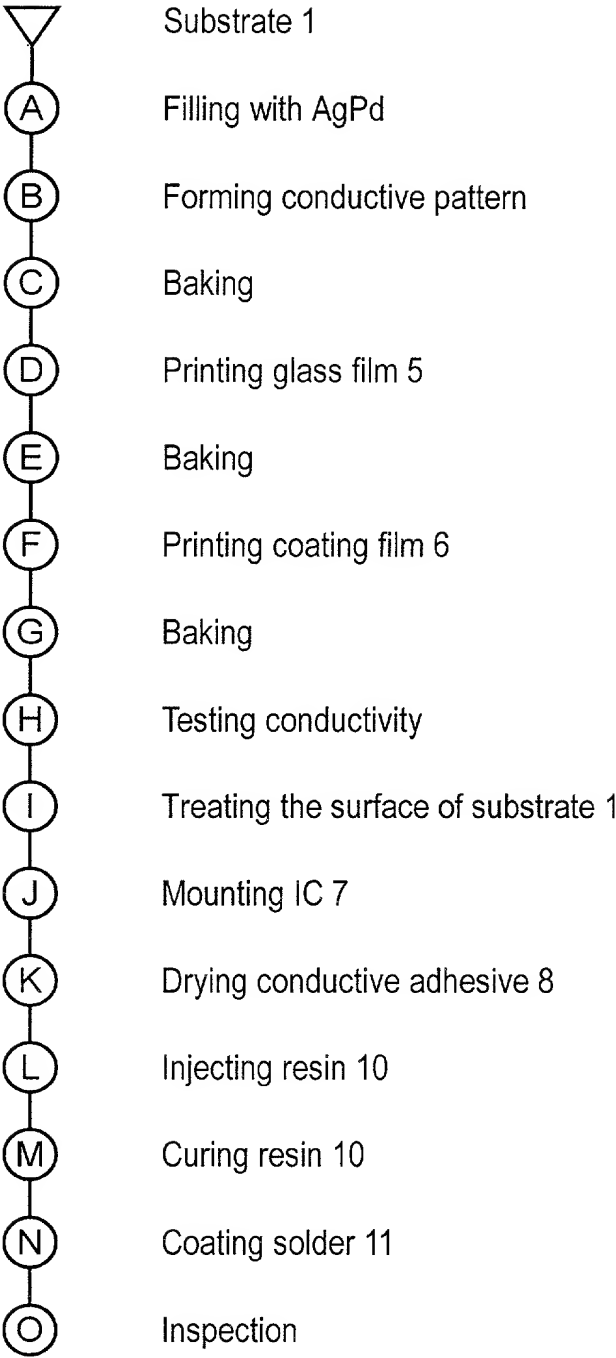 Substrate 1
A Filling with AgPd
B Forming conductive pattern
C Baking
D Printing glass film 5
E Baking
F Printing coating film 6
G Baking
H Testing conductivity
I Treating the surface of substrate 1
J Mounting IC 7
K Drying conductive adhesive 8
L Injecting resin 10
M Curing resin 10
N Coating solder 11
O Inspection